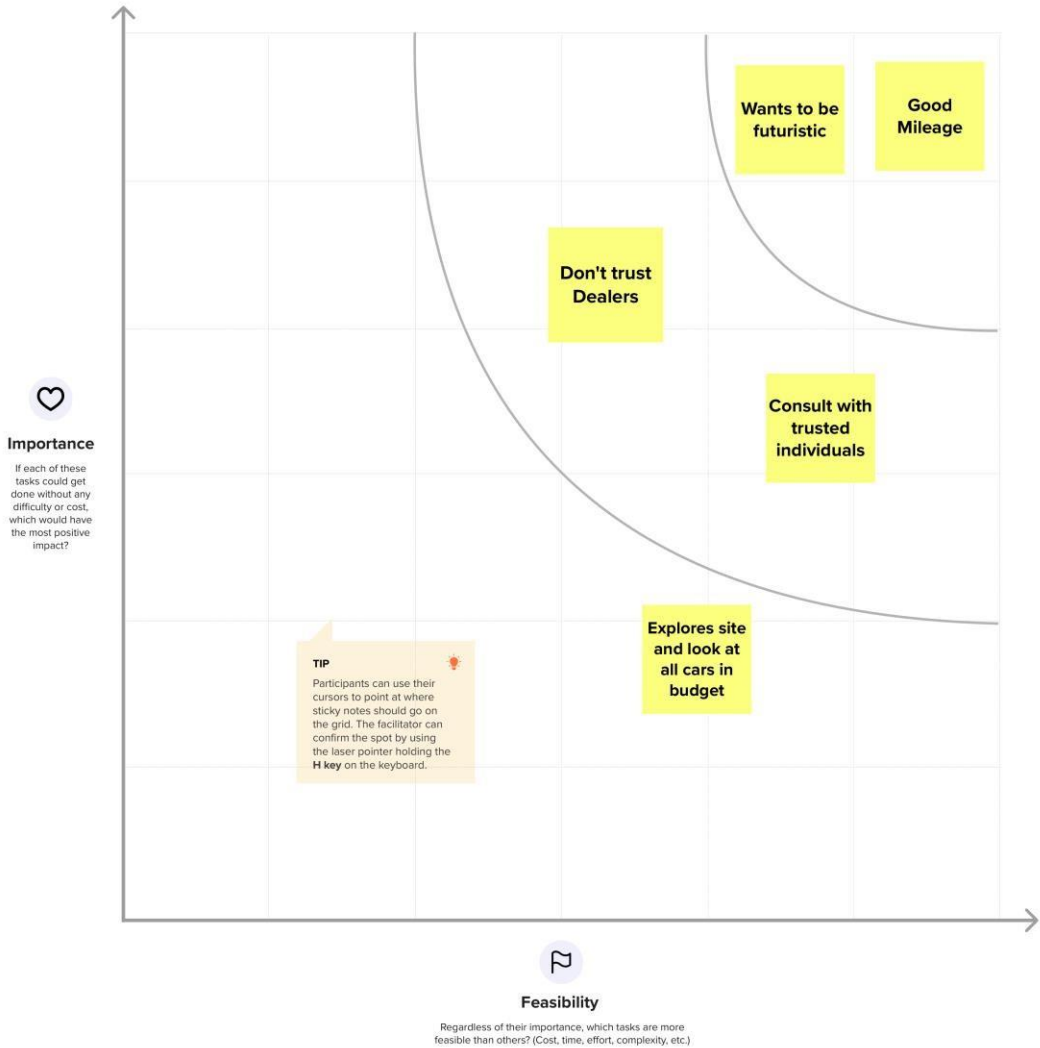 Wants to be
futuristic
Good
Mileage
Don't trust
Dealers
Consult with
trusted
individuals
Importance
If each of these
tasks could get
done without any
difficulty or cost,
which would have
the most positive
impact?
Explores site
and look at
all cars in
budget
TIP
Participants can use their
cursors to point at where
sticky notes should go on
the grid. The facilitator can
confirm the spot by using
the laser pointer holding the
H key on the keyboard.
Feasibility
Regardless of their importance, which tasks are more
feasible than others? (Cost, time, effort, complexity, etc.)